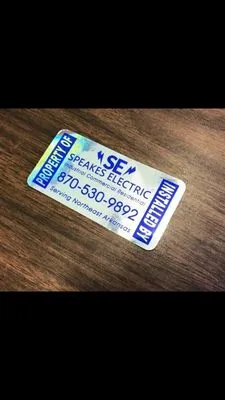 PROPERTY OF
SE
SPEAKES ELECTRIC
Industrial Commercial Residential
870-530-9892
Serving Northeast Arkansas
INSTALLED BY